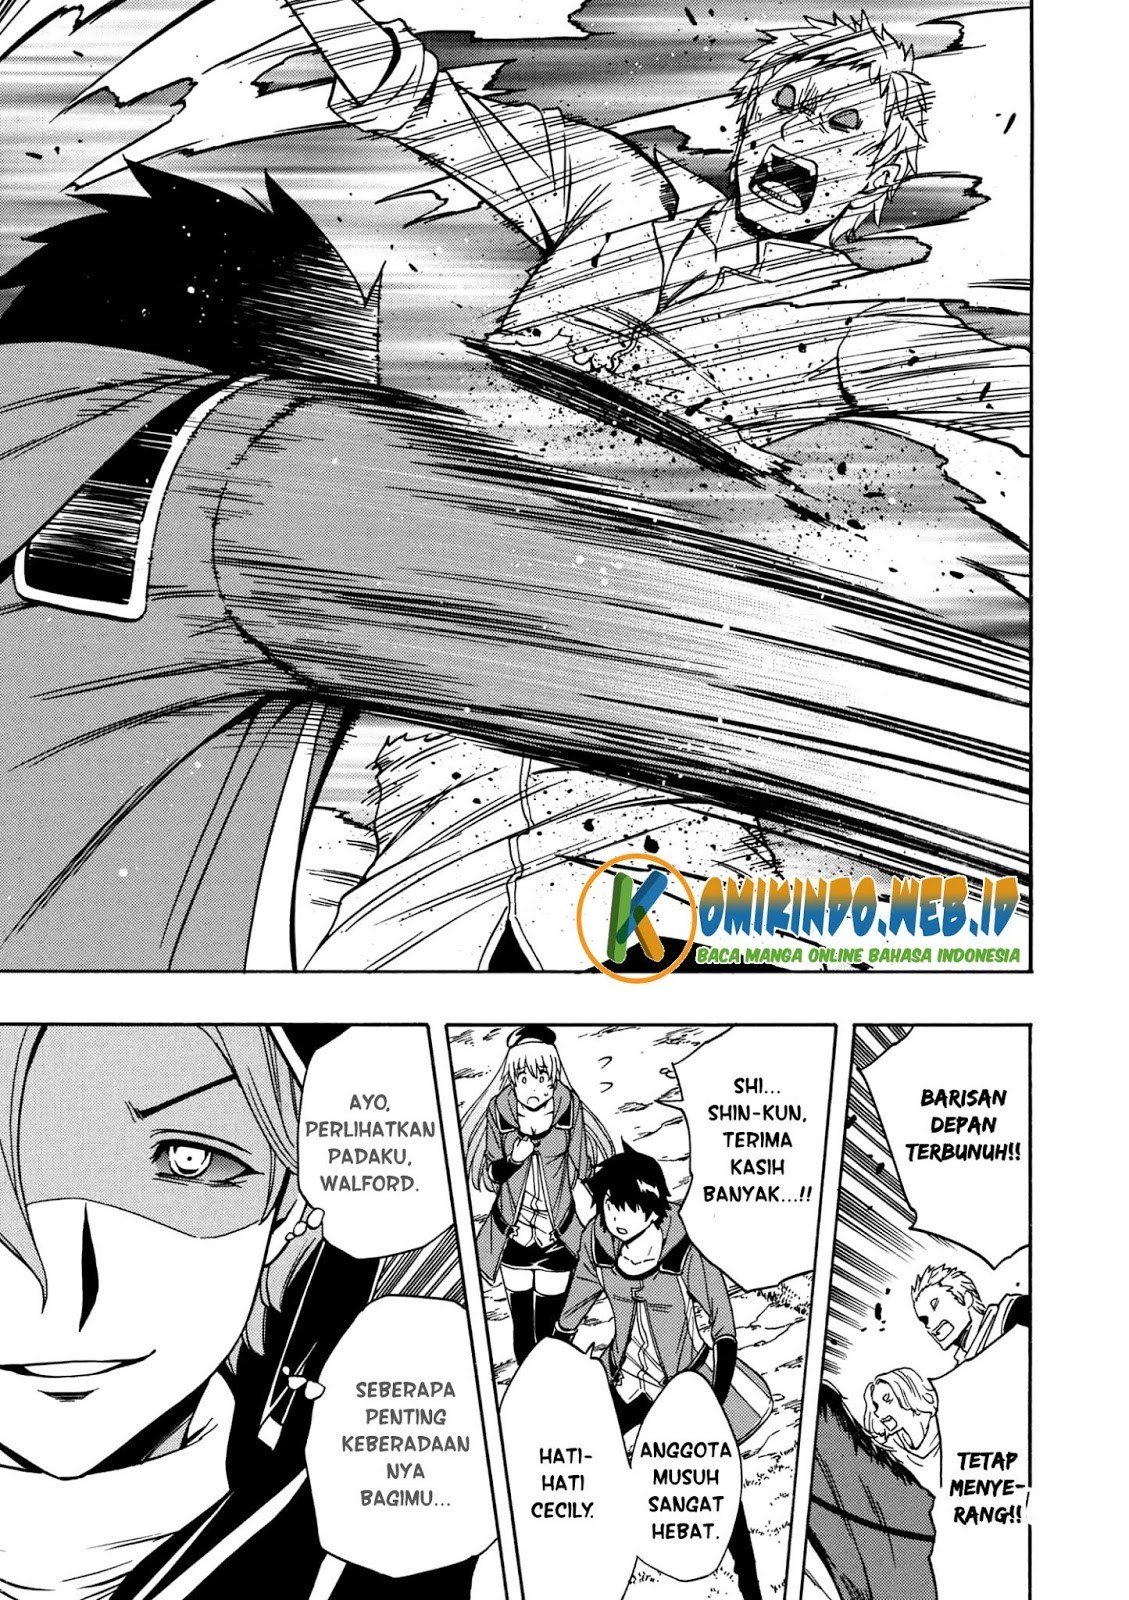 KOMIKINDO.WEB.ID
BACA MANGA ONLINE BAHASA INDONESIA
BARISAN
DEPAN
TERBUNUH!!
TETAP
MENYE-
RANG!!
SHI...
SHIN-KUN,
TERIMA
KASIH
BANYAK...!!
ANGGOTA
MUSUH
SANGAT
HEBAT.
HATI-
HATI
CECILY.
AYO,
PERLIHATKAN
PADAKU,
WALFORD.
SEBERAPA
PENTING
KEBERADAAN
NYA
BAGIMU...